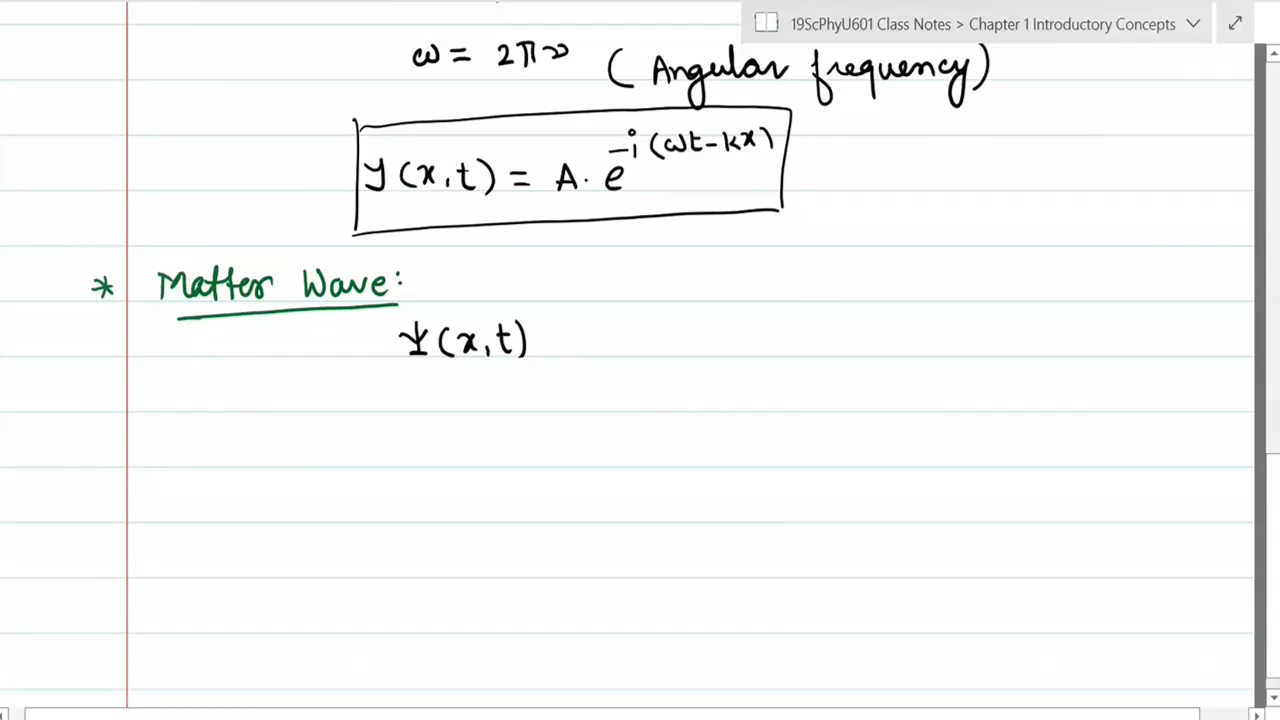 19ScPhyU601 Class Notes > Chapter 1 Introductory Concepts
ω = 2πν (Angular frequency)
y(x,t) = A. e^{-i(ωt-kx)}
* Matter Wave:
Ψ(x,t)